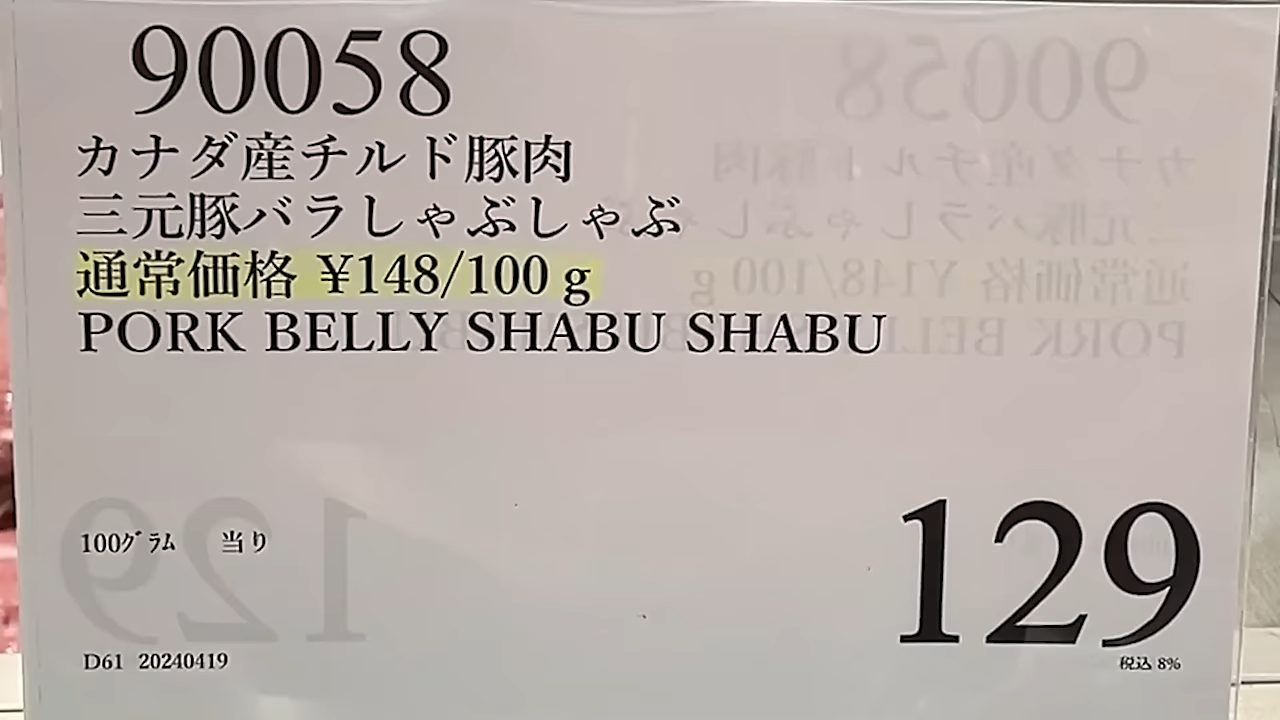 90058
カナダ産チルド豚肉
三元豚バラしゃぶしゃぶ
通常価格 ¥148/100 g
PORK BELLY SHABU SHABU
100グラム 当り
129
D61 20240419
税込 8%